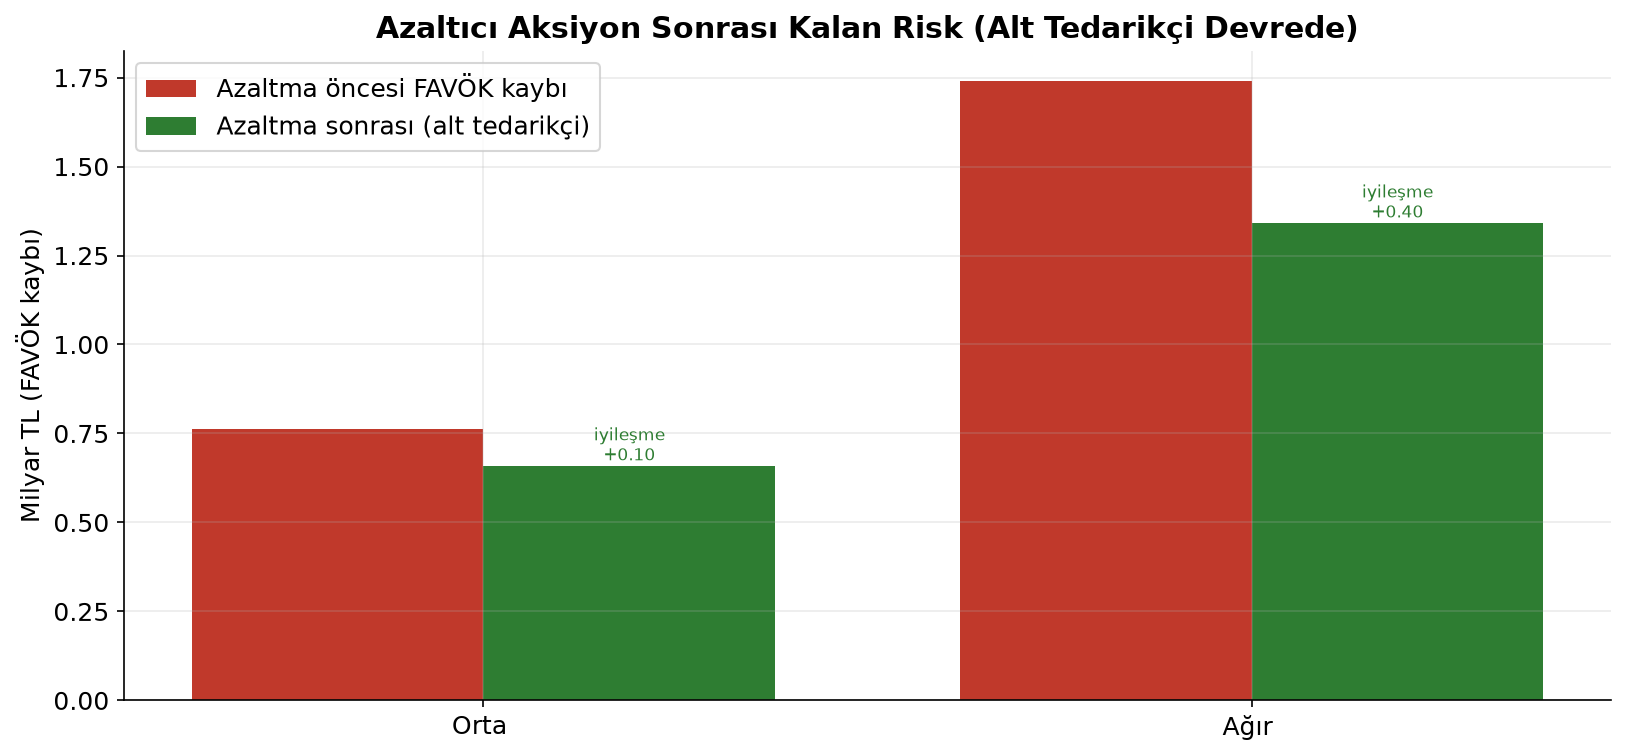 Azaltıcı Aksiyon Sonrası Kalan Risk (Alt Tedarikçi Devrede)
Azaltma öncesi FAVÖK kaybı
Azaltma sonrası (alt tedarikçi)
Milyar TL (FAVÖK kaybı)
1.75
1.50
1.25
1.00
0.75
0.50
0.25
0.00
iyileşme
+0.10
iyileşme
+0.40
Orta
Ağır